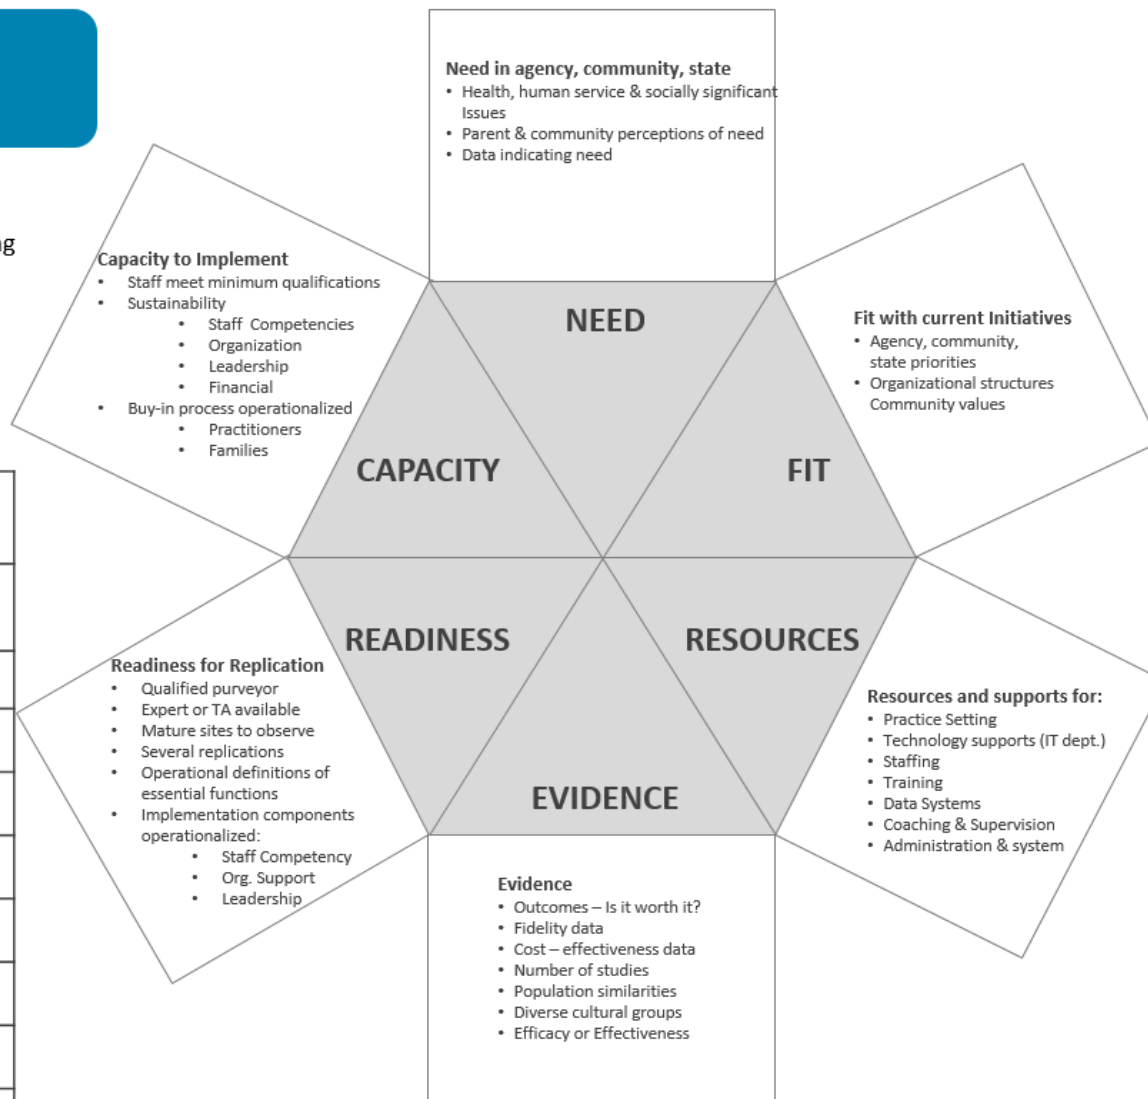 Need in agency, community, state
• Health, human service & socially significant
Issues
• Parent & community perceptions of need
• Data indicating need
g
Capacity to Implement
• Staff meet minimum qualifications
• Sustainability
• Staff Competencies
• Organization
• Leadership
• Financial
• Buy-in process operationalized
• Practitioners
• Families
NEED
Fit with current Initiatives
• Agency, community,
state priorities
• Organizational structures
Community values
CAPACITY
FIT
READINESS
RESOURCES
Readiness for Replication
• Qualified purveyor
• Expert or TA available
• Mature sites to observe
• Several replications
• Operational definitions of
essential functions
• Implementation components
operationalized:
• Staff Competency
• Org. Support
• Leadership
Resources and supports for:
• Practice Setting
• Technology supports (IT dept.)
• Staffing
• Training
• Data Systems
• Coaching & Supervision
• Administration & system
EVIDENCE
Evidence
• Outcomes – Is it worth it?
• Fidelity data
• Cost – effectiveness data
• Number of studies
• Population similarities
• Diverse cultural groups
• Efficacy or Effectiveness